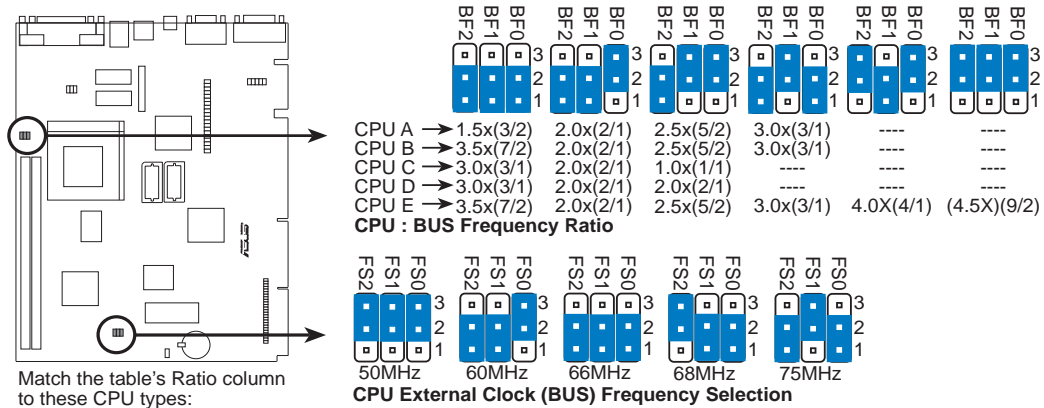 BF2 BF1 BF0 BF2 BF1 BF0 BF2 BF1 BF0 BF2 BF1 BF0 BF2 BF1 BF0 BF2 BF1 BF0
3 3 3 3 3 3
2 2 2 2 2 2
1 1 1 1 1 1
CPU A 1.5x(3/2) 2.0x(2/1) 2.5x(5/2) 3.0x(3/1) ---- ----
CPU B 3.5x(7/2) 2.0x(2/1) 2.5x(5/2) 3.0x(3/1) ---- ----
CPU C 3.0x(3/1) 2.0x(2/1) 1.0x(1/1) ---- ---- ----
CPU D 3.0x(3/1) 2.0x(2/1) 2.0x(2/1) ---- ---- ----
CPU E 3.5x(7/2) 2.0x(2/1) 2.5x(5/2) 3.0x(3/1) 4.0X(4/1) (4.5X)(9/2)
CPU : BUS Frequency Ratio
ASUS
FS2 FS1 FS0 FS2 FS1 FS0 FS2 FS1 FS0 FS2 FS1 FS0 FS2 FS1 FS0
3 3 3 3 3
2 2 2 2 2
1 1 1 1 1
50MHz 60MHz 66MHz 68MHz 75MHz
CPU External Clock (BUS) Frequency Selection
Match the table's Ratio column
to these CPU types: